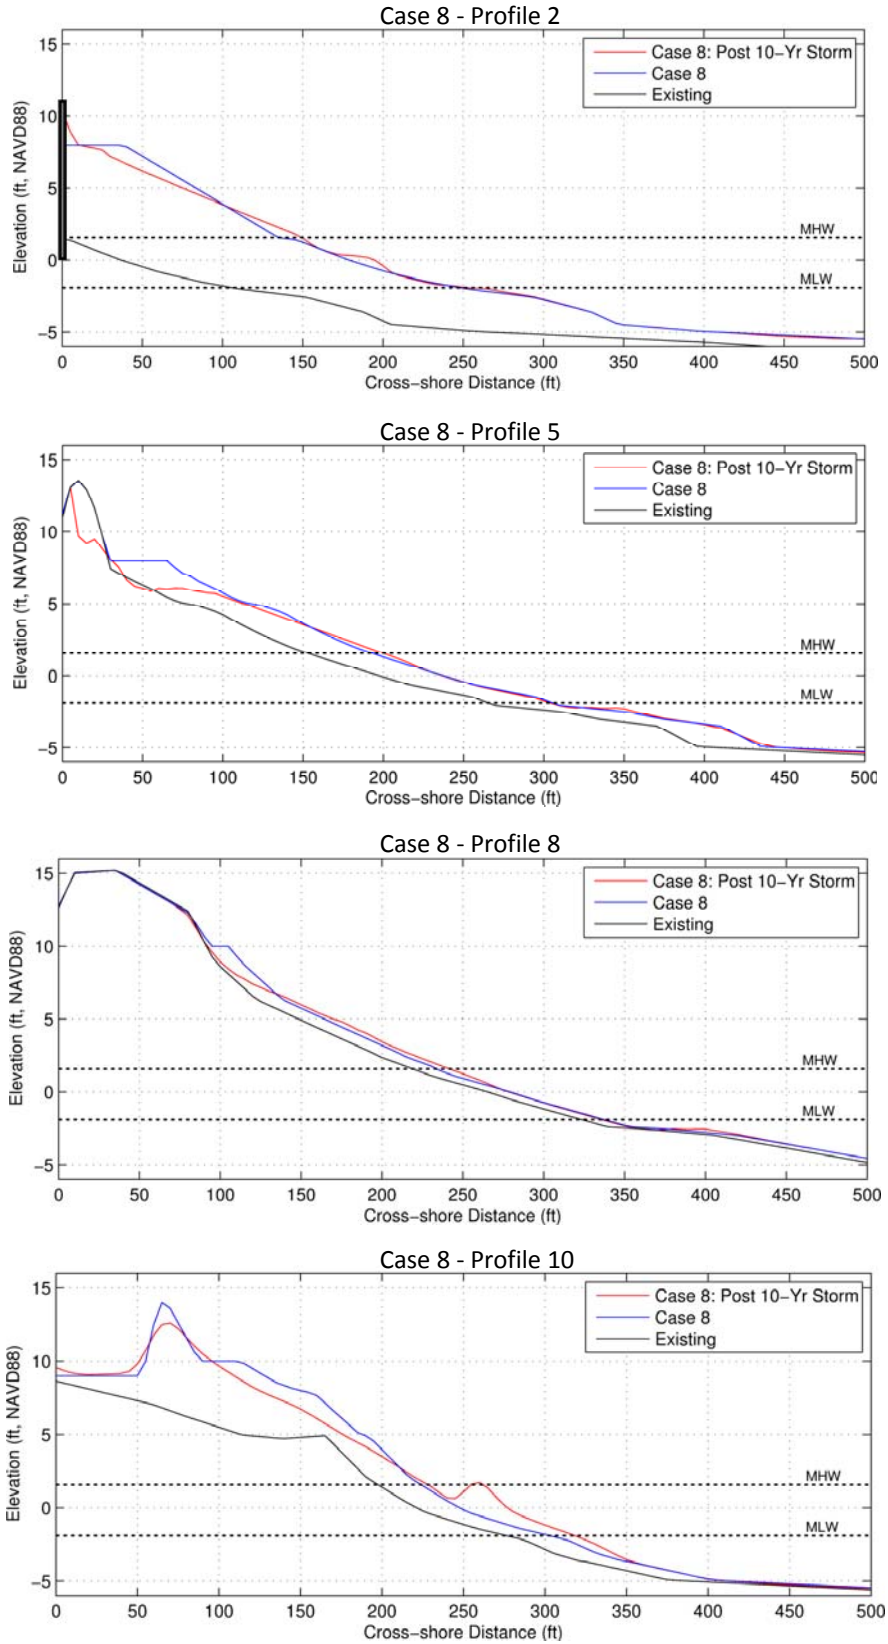 Case 8 - Profile 2
15
10
5
0
−5
Elevation (ft, NAVD88)
Case 8: Post 10−Yr Storm
Case 8
Existing
MHW
MLW
0 50 100 150 200 250 300 350 400 450 500
Cross−shore Distance (ft)
Case 8 - Profile 5
15
10
5
0
−5
Elevation (ft, NAVD88)
Case 8: Post 10−Yr Storm
Case 8
Existing
MHW
MLW
0 50 100 150 200 250 300 350 400 450 500
Cross−shore Distance (ft)
Case 8 - Profile 8
15
10
5
0
−5
Elevation (ft, NAVD88)
Case 8: Post 10−Yr Storm
Case 8
Existing
MHW
MLW
0 50 100 150 200 250 300 350 400 450 500
Cross−shore Distance (ft)
Case 8 - Profile 10
15
10
5
0
−5
Elevation (ft, NAVD88)
Case 8: Post 10−Yr Storm
Case 8
Existing
MHW
MLW
0 50 100 150 200 250 300 350 400 450 500
Cross−shore Distance (ft)